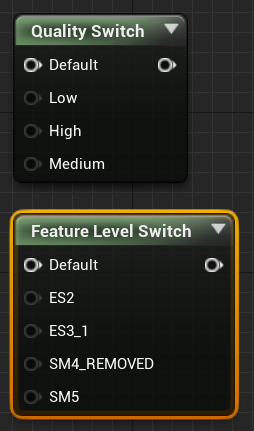 Quality Switch
Default
Low
High
Medium
Feature Level Switch
Default
ES2
ES3_1
SM4_REMOVED
SM5